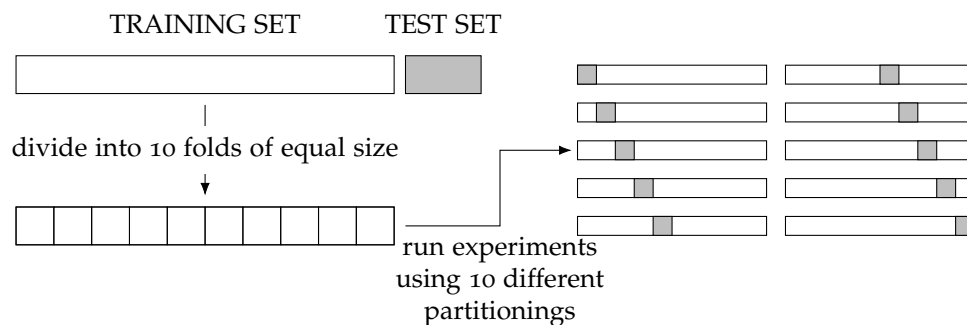 TRAINING SET
TEST SET
divide into 10 folds of equal size
run experiments
using 10 different
partitionings